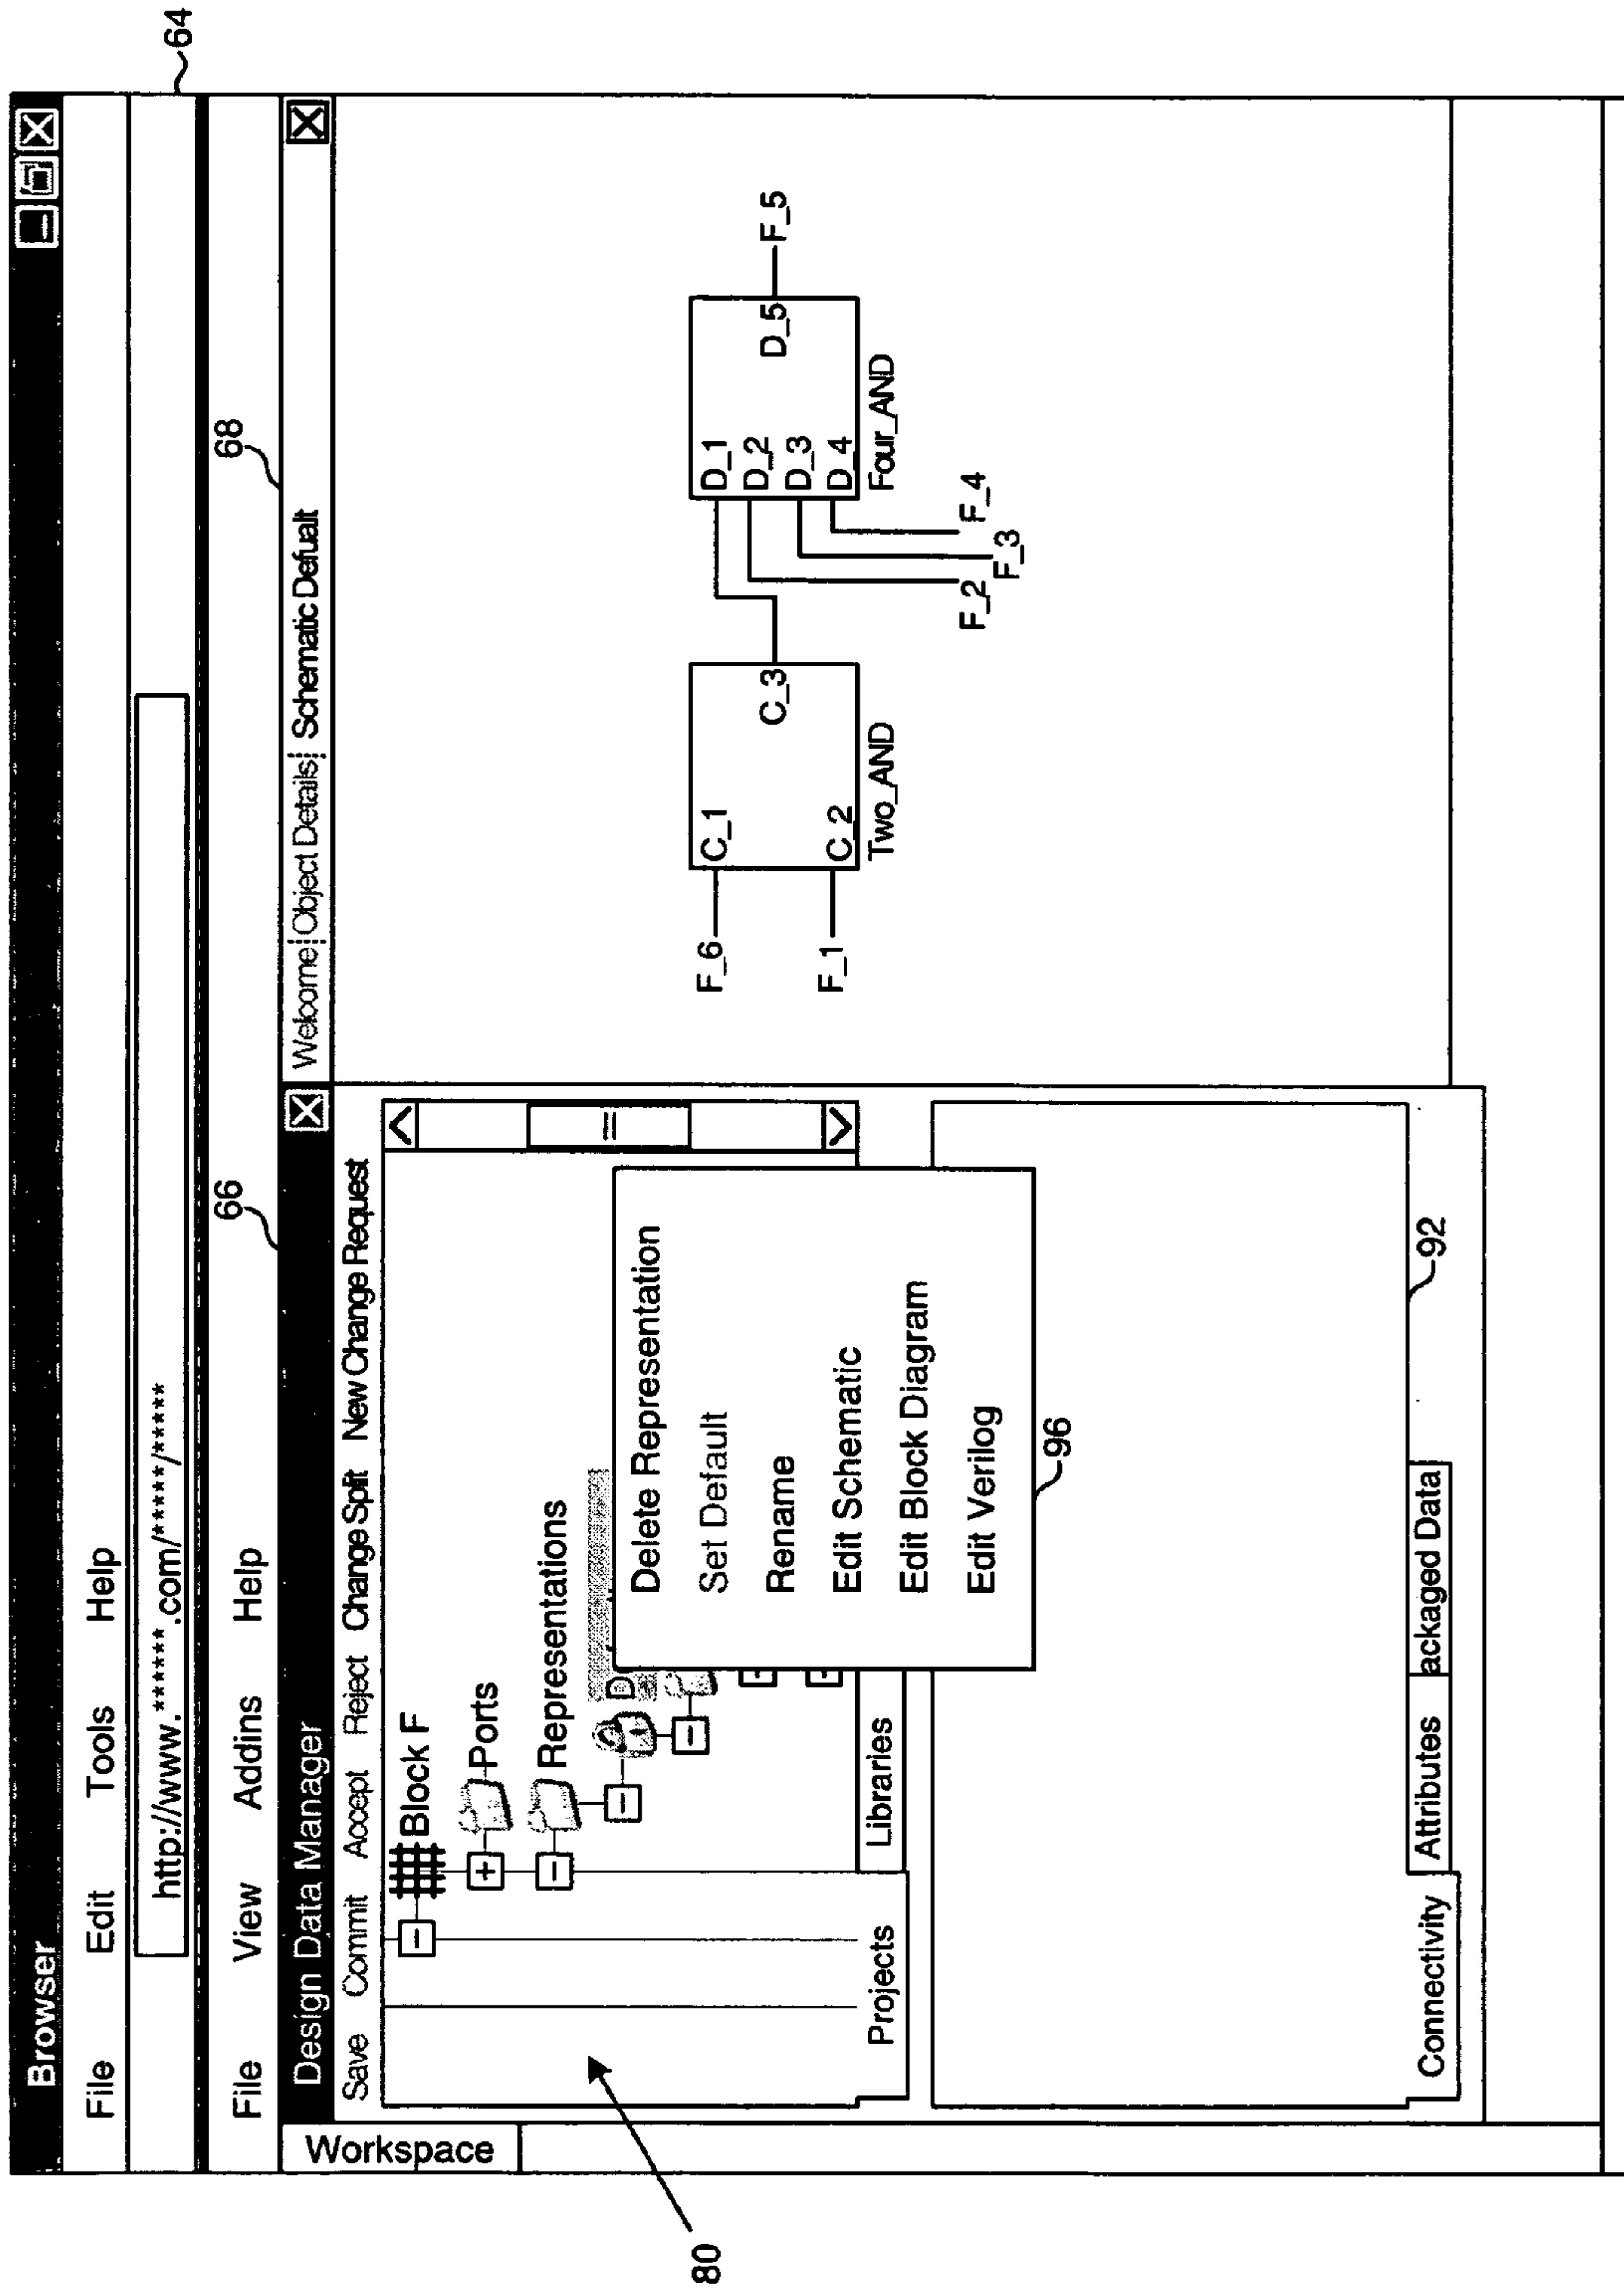 Browser
File Edit Tools Help
http://www.******.com/*****/*****
64
File View Addins Help
66
68
Design Data Manager
Welcome Object Details Schematic Defualt
Save Commit Accept Reject Change Split New Change Request
Workspace
Block F
Ports
Representations
D
80
Delete Representation
Set Default
Rename
Edit Schematic
Edit Block Diagram
Edit Verilog
96
Projects Libraries
Connectivity Attributes ackaged Data
92
F_6
F_1
C_1
C_2
C_3
Two_AND
D_1
D_2
D_3
D_4
D_5
Four_AND
F_5
F_2
F_3
F_4